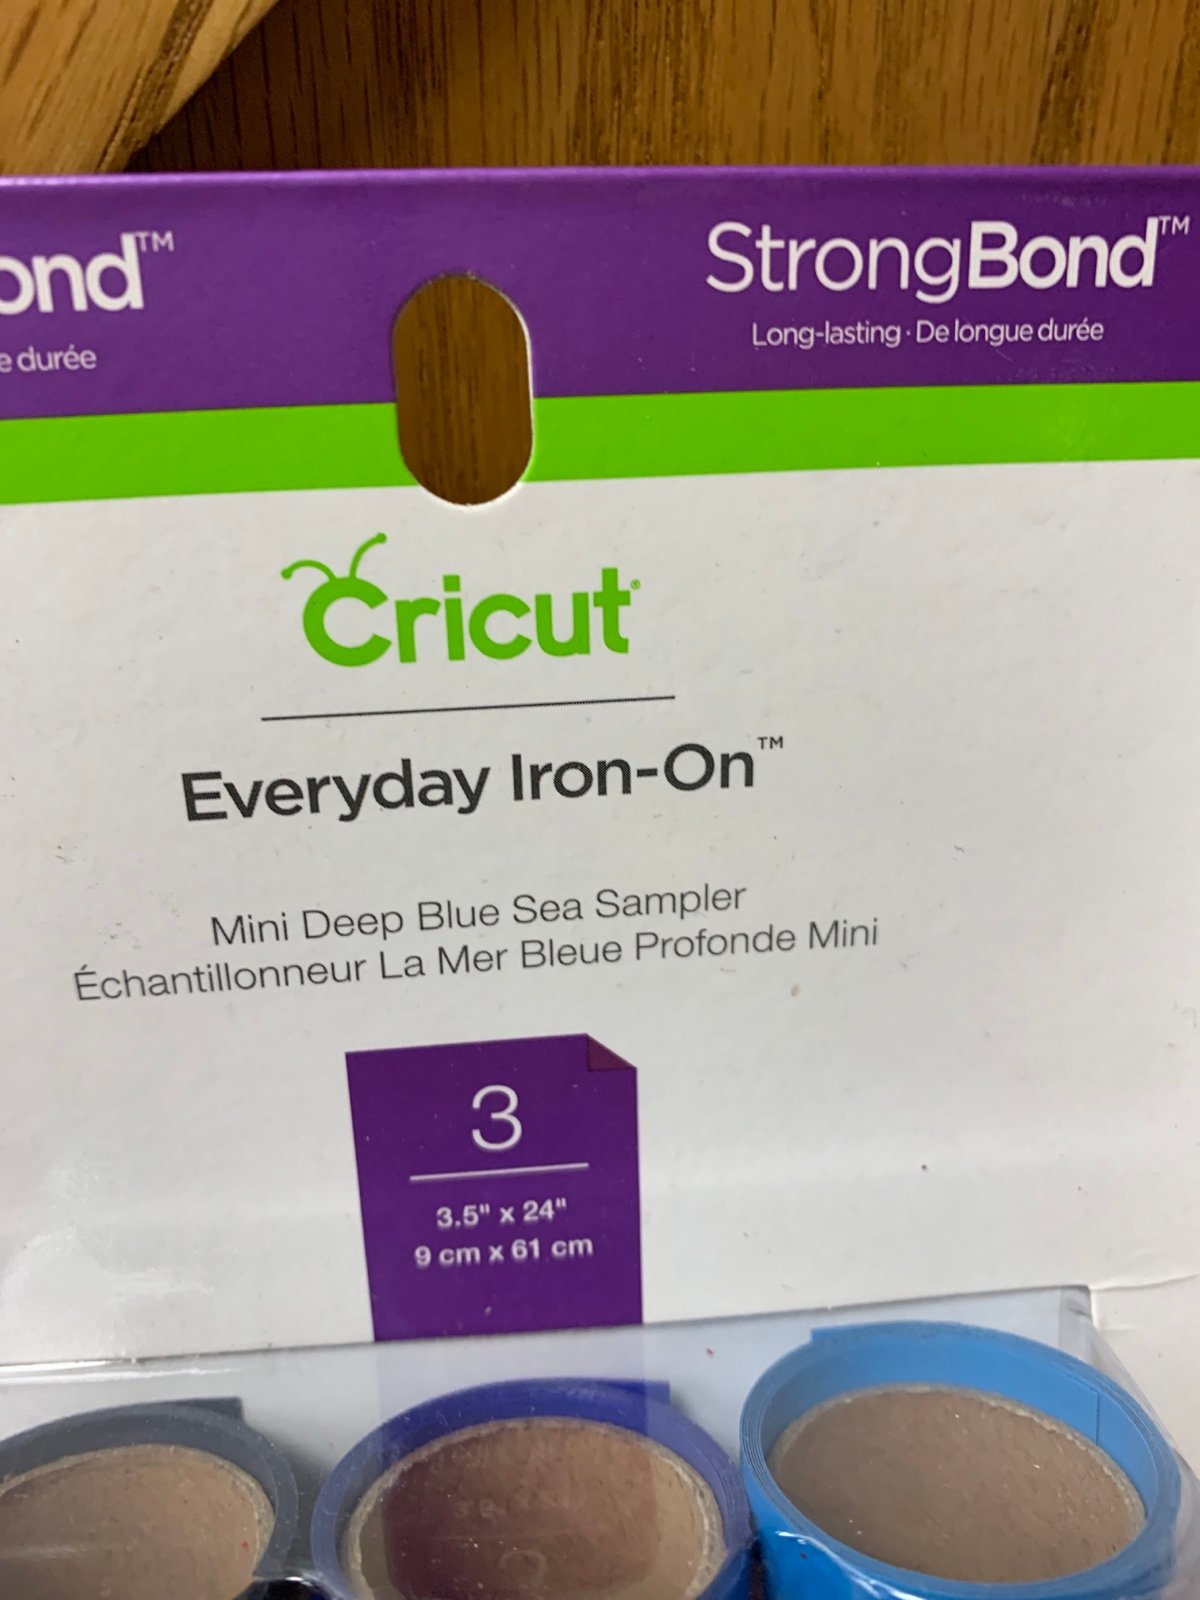 ond™
e durée
StrongBond™
Long-lasting · De longue durée
Cricut®
Everyday Iron-On™
Mini Deep Blue Sea Sampler
Échantillonneur La Mer Bleue Profonde Mini
3
3.5" x 24"
9 cm x 61 cm